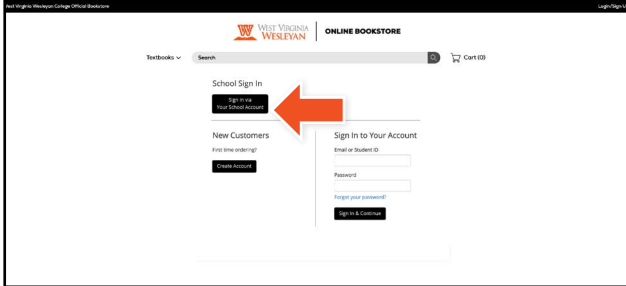 West Virginia Wesleyan College Official Bookstore
Login/Sign-U
WEST VIRGINIA
WESLEYAN
ONLINE BOOKSTORE
Textbooks
Search
Cart (0)
School Sign In
Sign In via
Your School Account
New Customers
First time ordering?
Create Account
Sign In to Your Account
Email or Student ID
Password
Forgot your password?
Sign In & Continue